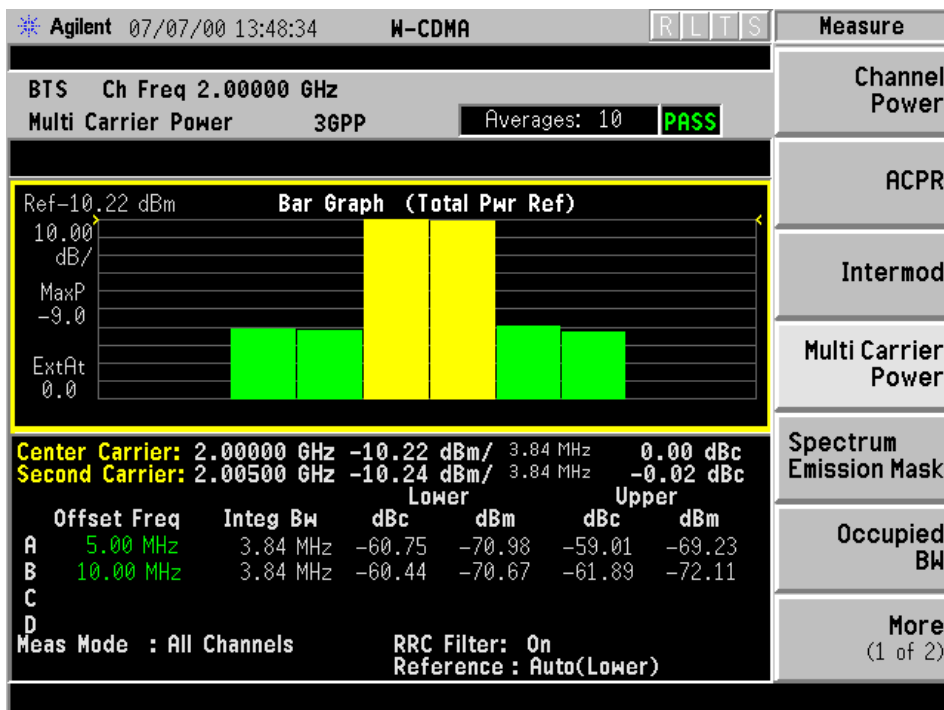 Agilent 07/07/00 13:48:34 W-CDMA R L T S
BTS Ch Freq 2.00000 GHz
Multi Carrier Power 3GPP Averages: 10 PASS
Ref-10.22 dBm Bar Graph (Total Pwr Ref)
10.00
dB/
MaxP
-9.0
ExtAt
0.0
Center Carrier: 2.00000 GHz -10.22 dBm/ 3.84 MHz 0.00 dBc
Second Carrier: 2.00500 GHz -10.24 dBm/ 3.84 MHz -0.02 dBc
Lower Upper
Offset Freq Integ Bw dBc dBm dBc dBm
A 5.00 MHz 3.84 MHz -60.75 -70.98 -59.01 -69.23
B 10.00 MHz 3.84 MHz -60.44 -70.67 -61.89 -72.11
C
D
Meas Mode : All Channels RRC Filter: On
Reference : Auto(Lower)
Measure
Channel
Power
ACPR
Intermod
Multi Carrier
Power
Spectrum
Emission Mask
Occupied
BW
More
(1 of 2)